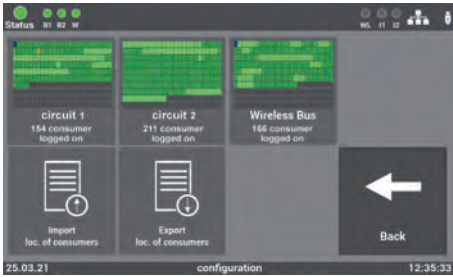 Status B1 B2 W WL I1 I2
circuit 1
154 consumer
logged on
circuit 2
211 consumer
logged on
Wireless Bus
166 consumer
logged on
Import
loc. of consumers
Export
loc. of consumers
Back
25.03.21 configuration 12:35:33